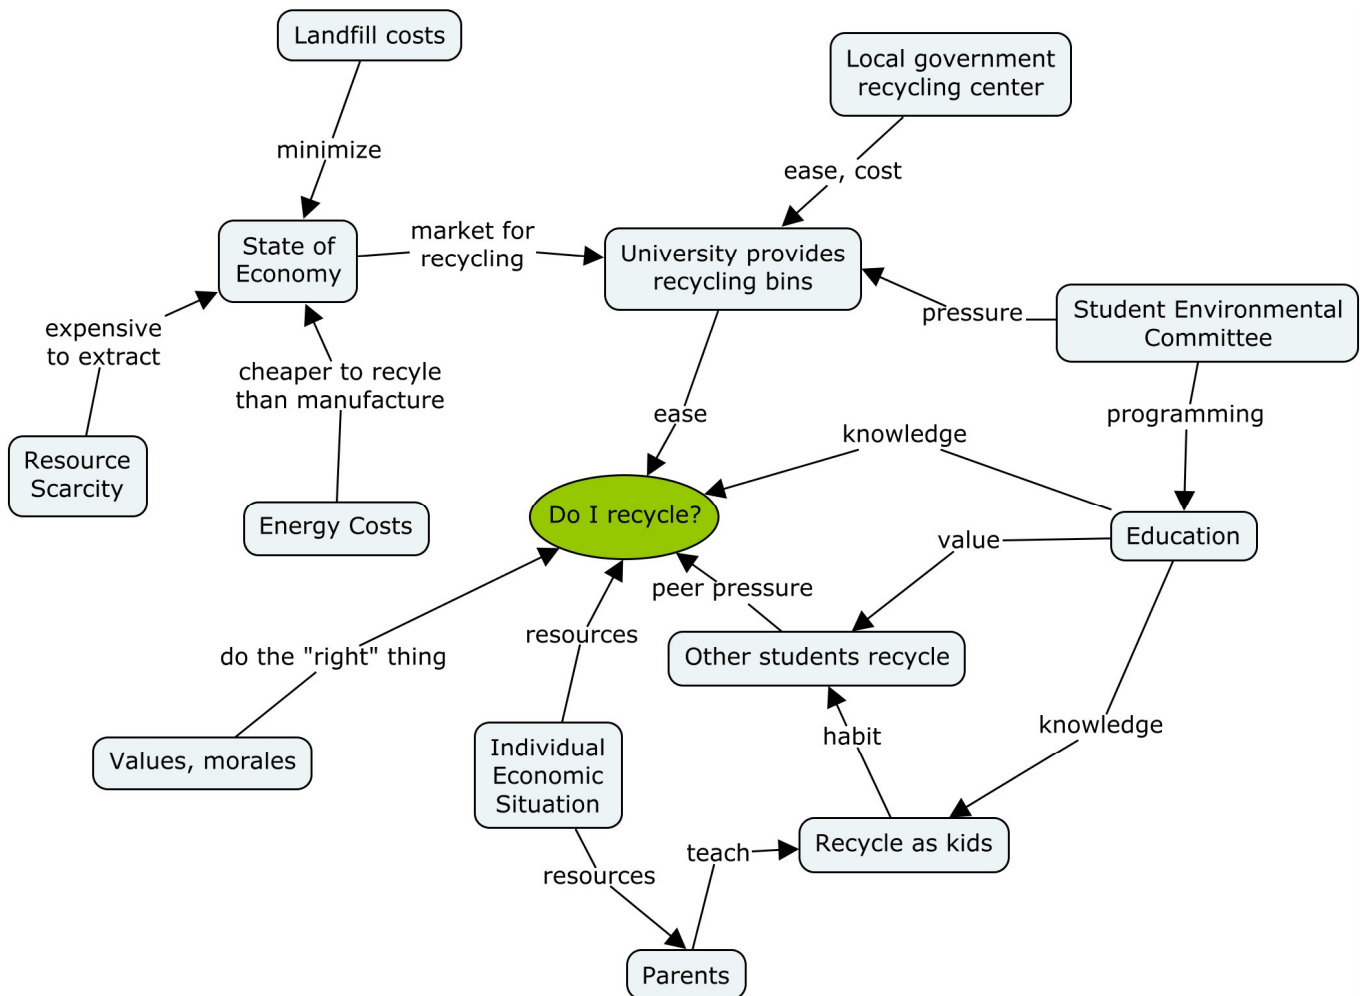 Landfill costs
Local government
recycling center
minimize
ease, cost
State of
Economy
market for
recycling
University provides
recycling bins
expensive
to extract
pressure
Student Environmental
Committee
cheaper to recyle
than manufacture
ease
knowledge
programming
Resource
Scarcity
Energy Costs
Do I recycle?
value
Education
peer pressure
resources
do the "right" thing
Other students recycle
habit
knowledge
Values, morales
Individual
Economic
Situation
teach
Recycle as kids
resources
Parents